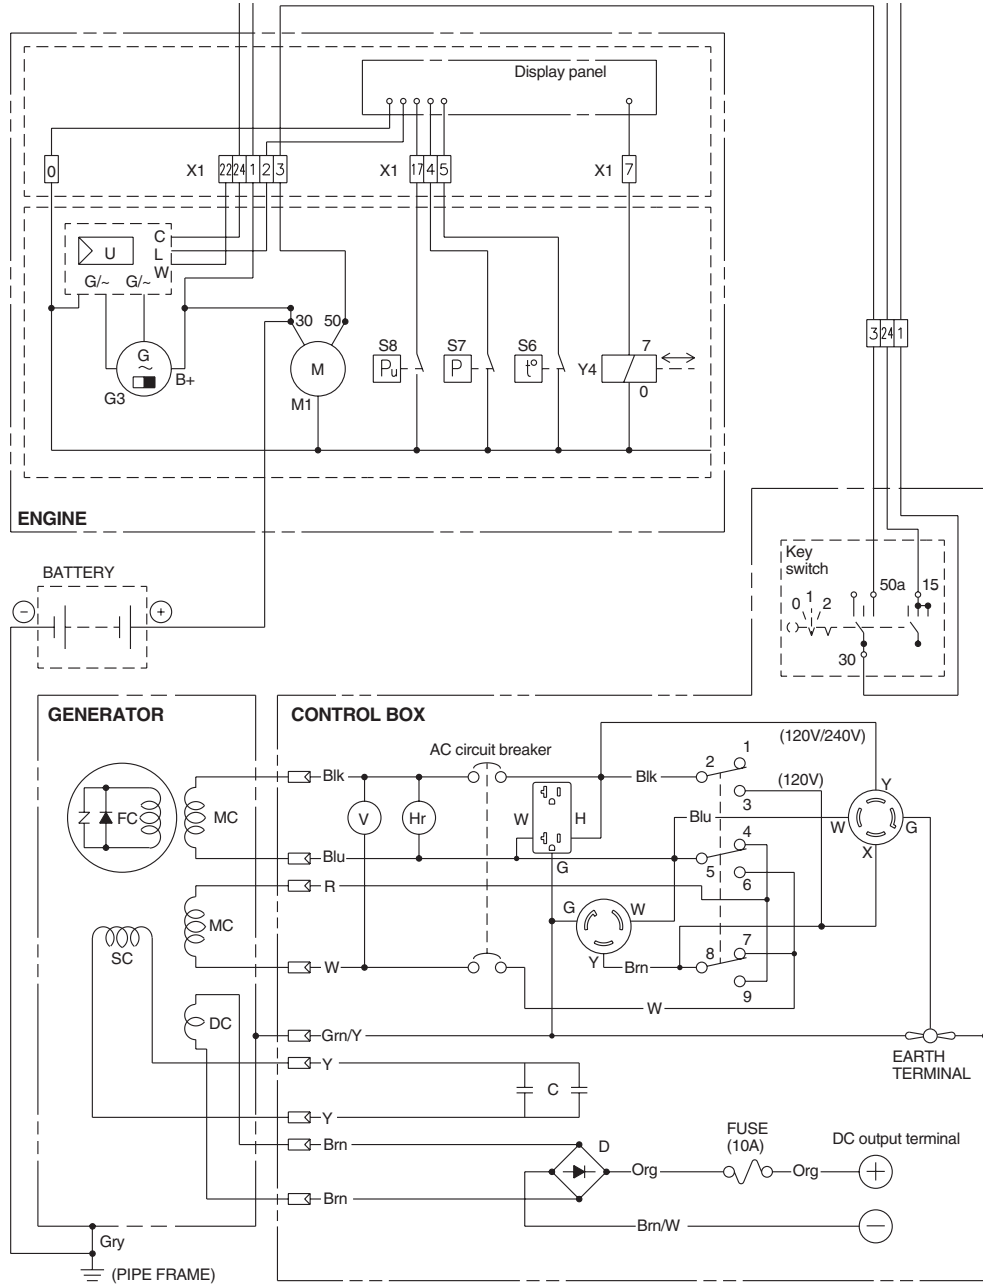 Display panel
0
X1
22
24
1
2
3
X1
17
4
5
X1
7
U
C
L
W
G/~
G/~
G
~
B+
G3
30
50
M
M1
S8
Pu
S7
P
S6
t°
Y4
7
0
3
24
1
ENGINE
BATTERY
−
+
Key
switch
0
1
2
50a
15
30
GENERATOR
CONTROL BOX
AC circuit breaker
(120V/240V)
(120V)
FC
MC
MC
SC
DC
Blk
Blu
R
W
Grn/Y
Y
Y
Brn
Brn
V
Hr
W
H
G
Blk
2
1
3
Blu
4
5
6
G
W
Y
Brn
8
7
9
W
Y
W
G
X
EARTH
TERMINAL
C
D
Org
FUSE
(10A)
Org
DC output terminal
+
−
Brn/W
Gry
(PIPE FRAME)